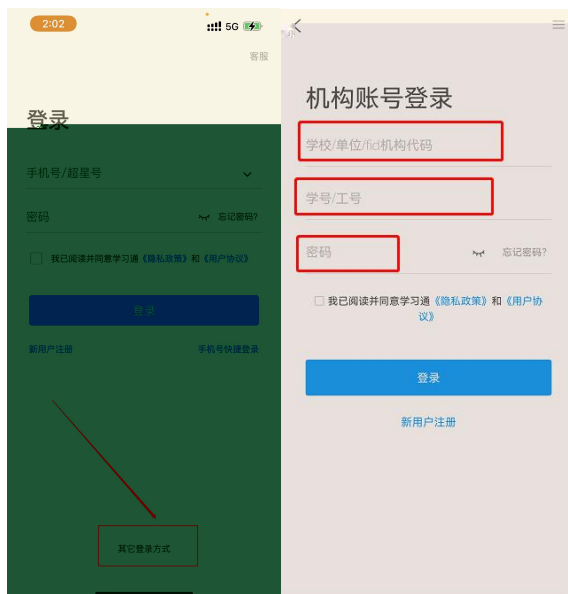 2:02
5G
客服
登录
手机号/超星号
密码
忘记密码?
我已阅读并同意学习通《隐私政策》和《用户协议》
登录
新用户注册
手机号快捷登录
其它登录方式
机构账号登录
学校/单位/fid机构代码
学号/工号
密码
忘记密码?
我已阅读并同意学习通《隐私政策》和《用户协
议》
登录
新用户注册